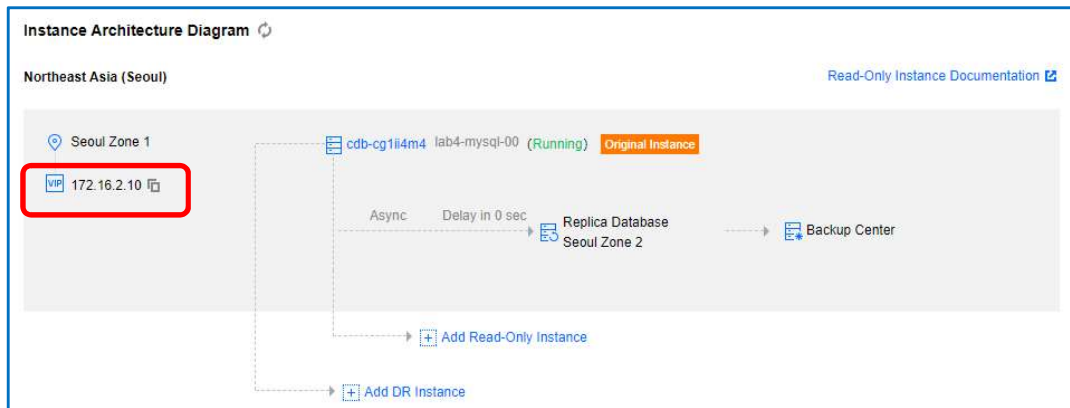 Instance Architecture Diagram
Northeast Asia (Seoul)
Read-Only Instance Documentation
Seoul Zone 1
cdb-cg1ii4m4 lab4-mysql-00 (Running) Original Instance
VIP 172.16.2.10
Async Delay in 0 sec
Replica Database
Seoul Zone 2
Backup Center
Add Read-Only Instance
Add DR Instance